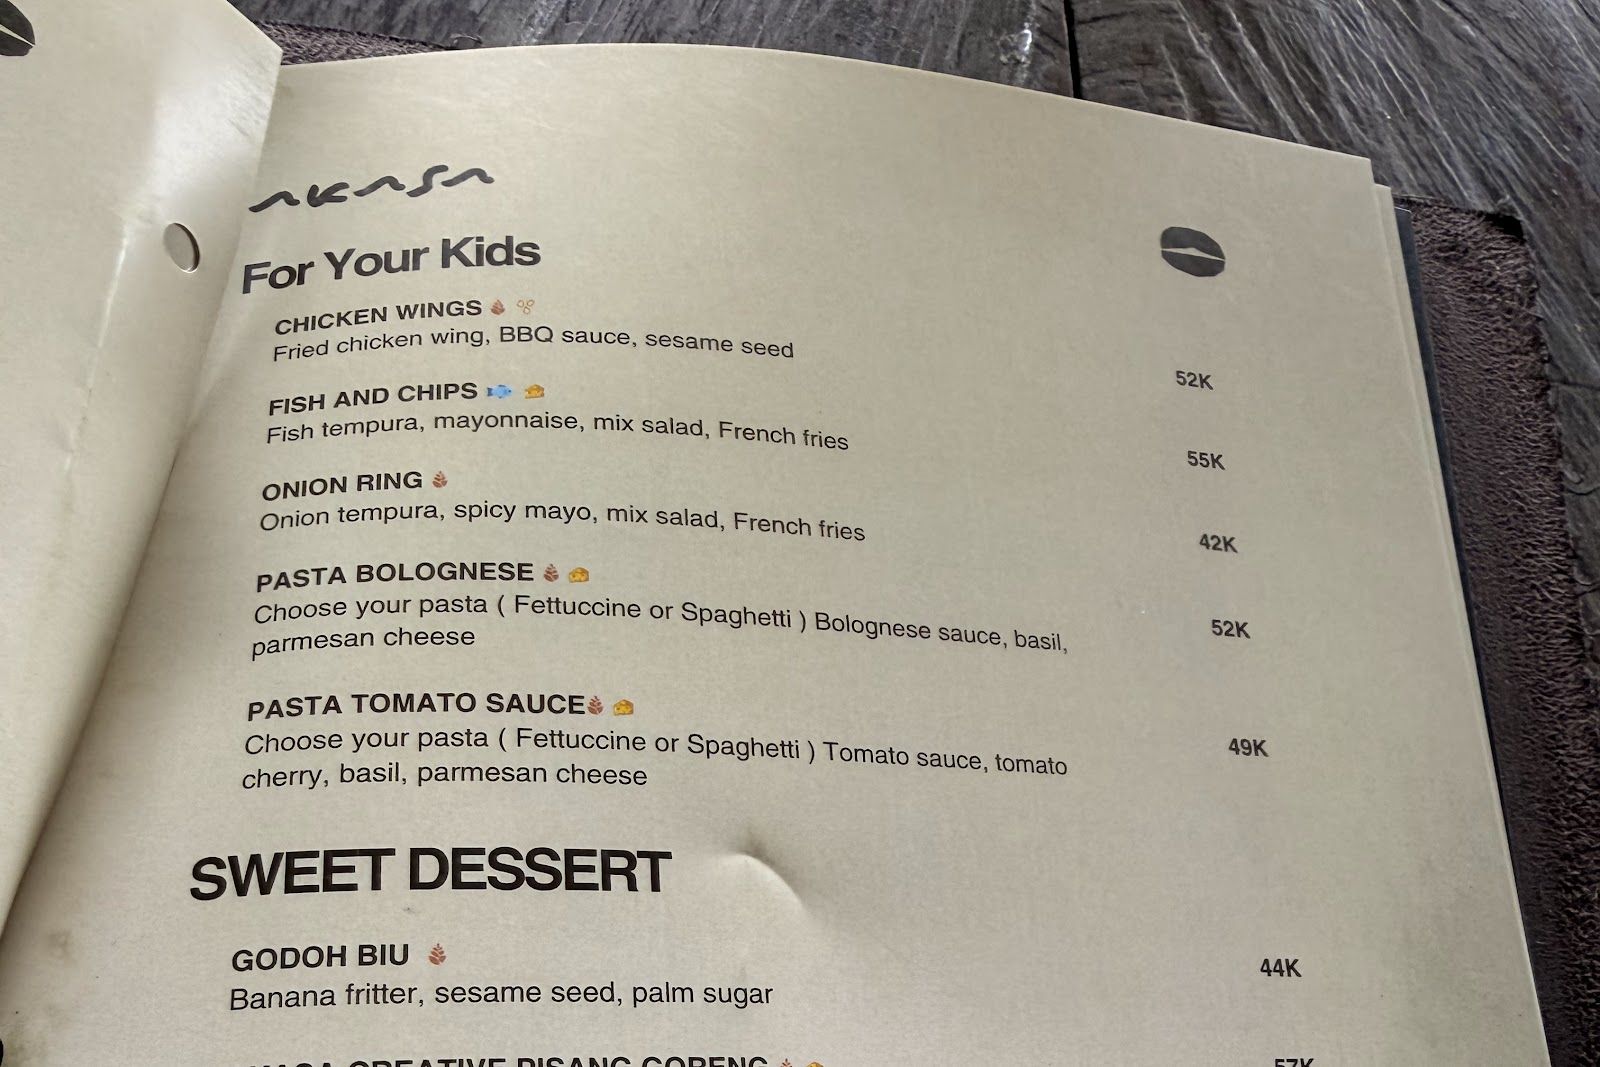 AKASA
For Your Kids
CHICKEN WINGS
Fried chicken wing, BBQ sauce, sesame seed
52K
FISH AND CHIPS
Fish tempura, mayonnaise, mix salad, French fries
55K
ONION RING
Onion tempura, spicy mayo, mix salad, French fries
42K
PASTA BOLOGNESE
Choose your pasta ( Fettuccine or Spaghetti ) Bolognese sauce, basil,
parmesan cheese
52K
PASTA TOMATO SAUCE
Choose your pasta ( Fettuccine or Spaghetti ) Tomato sauce, tomato
cherry, basil, parmesan cheese
49K
SWEET DESSERT
GODOH BIU
44K
Banana fritter, sesame seed, palm sugar
CREATIVE PISANG GORENG
57K